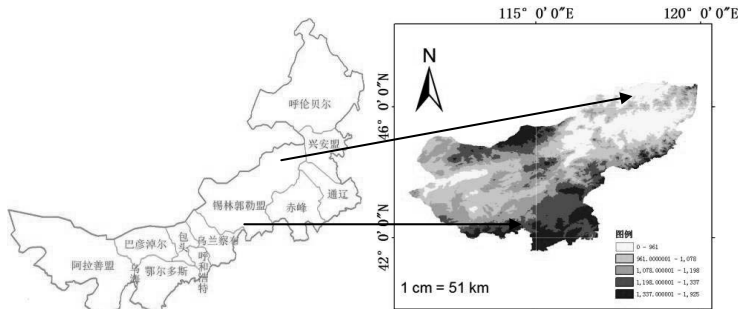 呼伦贝尔
兴安盟
通辽
锡林郭勒盟
赤峰
巴彦淖尔
包头
乌兰察布
呼和浩特
阿拉善盟
乌海
鄂尔多斯
115° 0′0″E
120° 0′0″E
N
46° 0′0″N
42° 0′0″N
图例
0 - 961
961.000001 - 1,078
1,078.000001 - 1,198
1,198.000001 - 1,337
1,337.000001 - 1,925
1 cm = 51 km